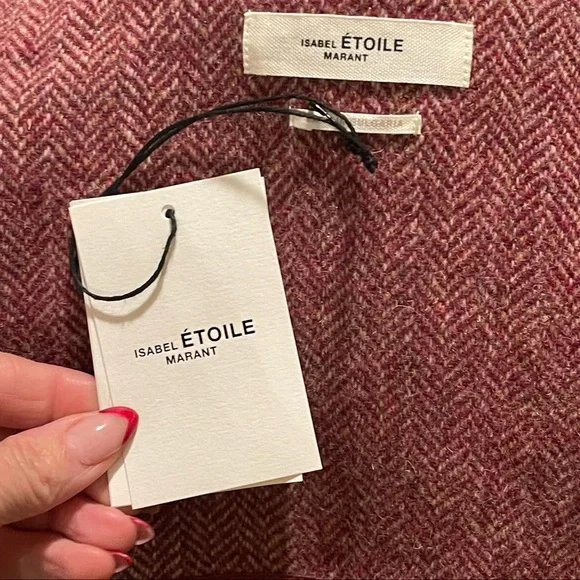 ISABEL ÉTOILE
MARANT
BULGARIA
ISABEL ÉTOILE
MARANT